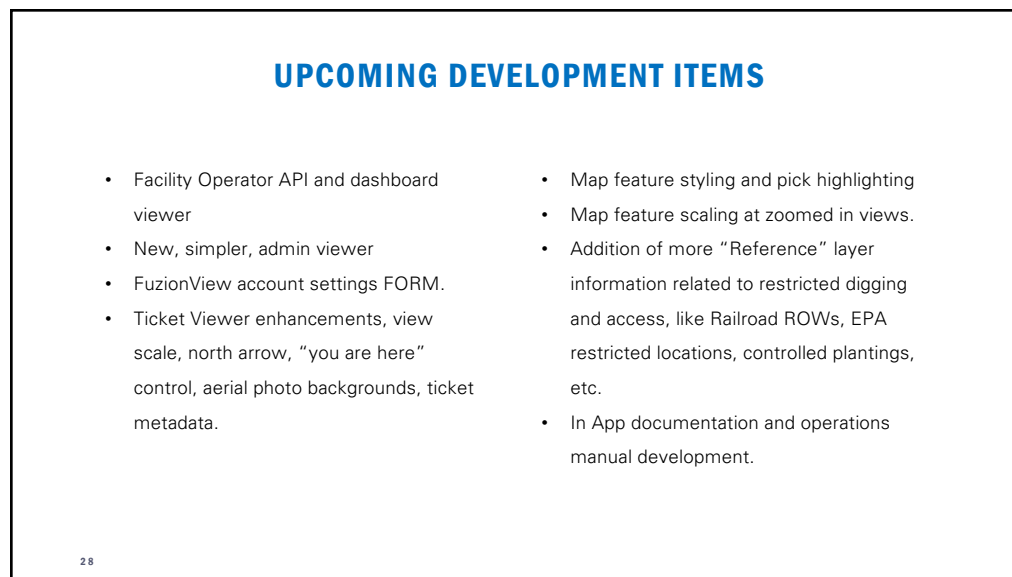 UPCOMING DEVELOPMENT ITEMS
• Facility Operator API and dashboard
viewer
• New, simpler, admin viewer
• FuzionView account settings FORM.
• Ticket Viewer enhancements, view
scale, north arrow, “you are here”
control, aerial photo backgrounds, ticket
metadata.
• Map feature styling and pick highlighting
• Map feature scaling at zoomed in views.
• Addition of more “Reference” layer
information related to restricted digging
and access, like Railroad ROWs, EPA
restricted locations, controlled plantings,
etc.
• In App documentation and operations
manual development.
28